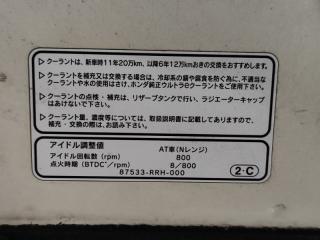 ▶クーラントは、新車時11年20万km、以降6年12万kmおきの交換をおすすめします。
▶クーラントを補充又は交換する場合は、冷却系の錆や腐食を防ぐ為に、不適当な
クーラントや水の使用はさけ、ホンダ純正ウルトラeクーラントをご使用下さい。
▶クーラントの点検・補充は、リザーブタンクで行い、ラジエーターキャップ
はあけないで下さい。
▶クーラント量、濃度等については、取扱説明書に記載してありますので、
補充・交換の際は、お読み下さい。
アイドル調整値 AT車(Nレンジ)
アイドル回転数(rpm) 800
点火時期(BTDC°/rpm) 8/800
87533-RRH-000 2-C